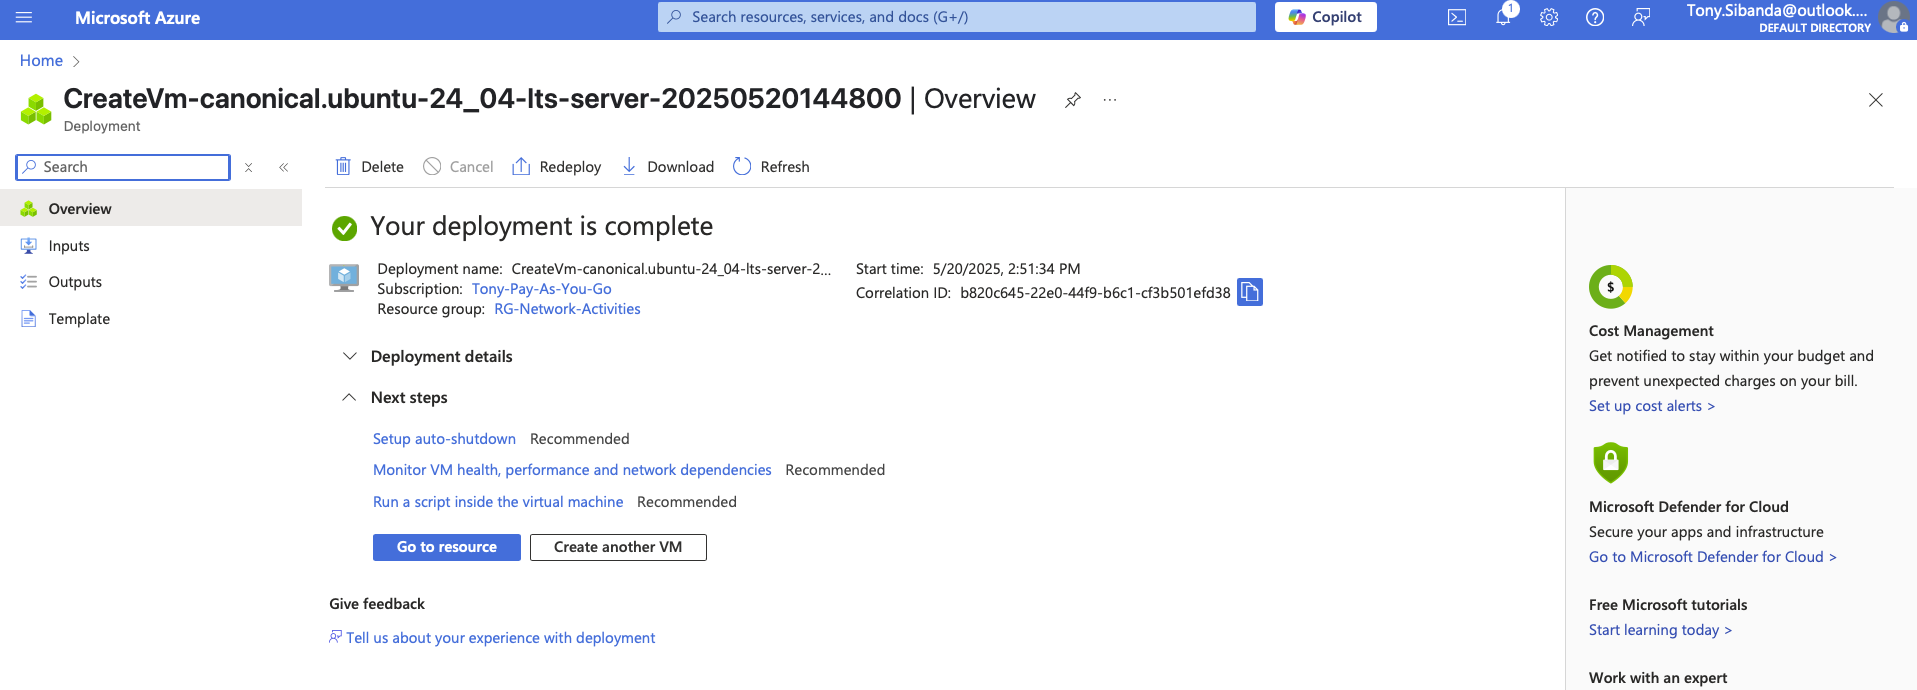 Microsoft Azure
Search resources, services, and docs (G+/)
Copilot
1
Tony.Sibanda@outlook....
DEFAULT DIRECTORY
Home
CreateVm-canonical.ubuntu-24_04-lts-server-20250520144800 | Overview
Deployment
Search
Delete
Cancel
Redeploy
Download
Refresh
Overview
Inputs
Outputs
Template
Your deployment is complete
Deployment name: CreateVm-canonical.ubuntu-24_04-lts-server-2...
Subscription: Tony-Pay-As-You-Go
Resource group: RG-Network-Activities
Start time: 5/20/2025, 2:51:34 PM
Correlation ID: b820c645-22e0-44f9-b6c1-cf3b501efd38
Deployment details
Next steps
Setup auto-shutdown Recommended
Monitor VM health, performance and network dependencies Recommended
Run a script inside the virtual machine Recommended
Go to resource
Create another VM
Give feedback
Tell us about your experience with deployment
$
Cost Management
Get notified to stay within your budget and
prevent unexpected charges on your bill.
Set up cost alerts >
Microsoft Defender for Cloud
Secure your apps and infrastructure
Go to Microsoft Defender for Cloud >
Free Microsoft tutorials
Start learning today >
Work with an expert